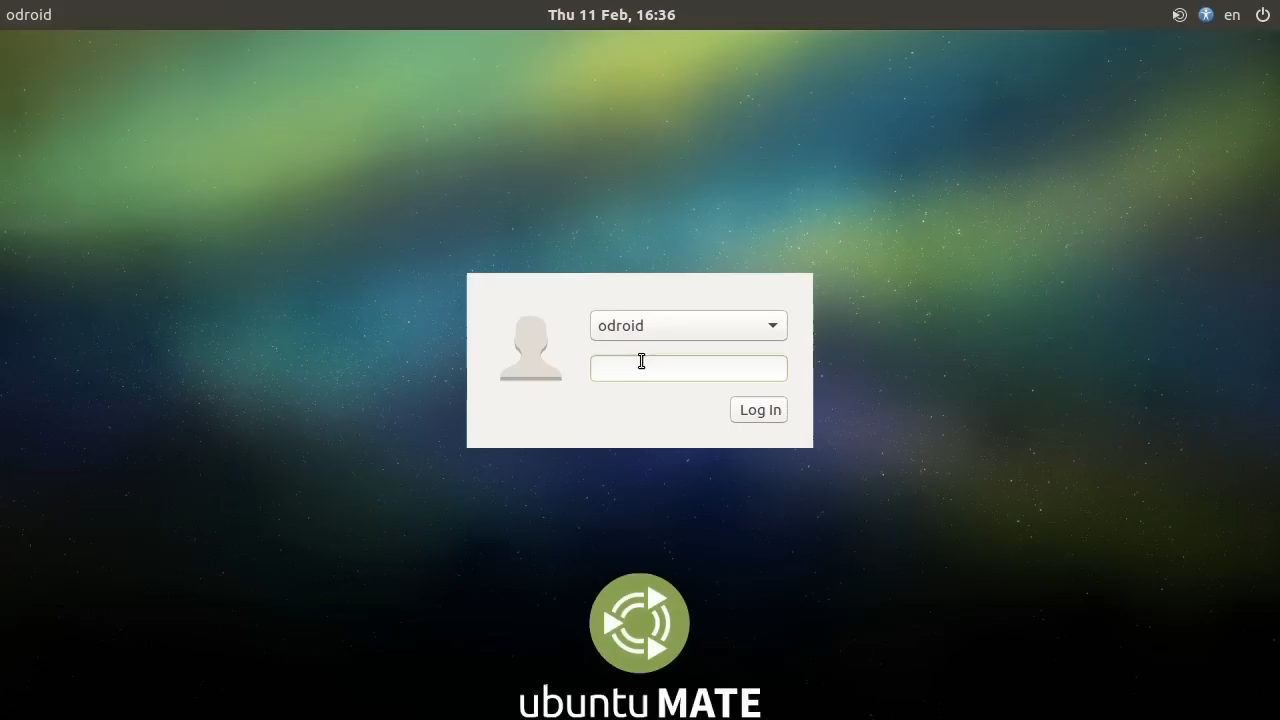 odroid
Thu 11 Feb, 16:36
en
odroid
Log In
ubuntu MATE